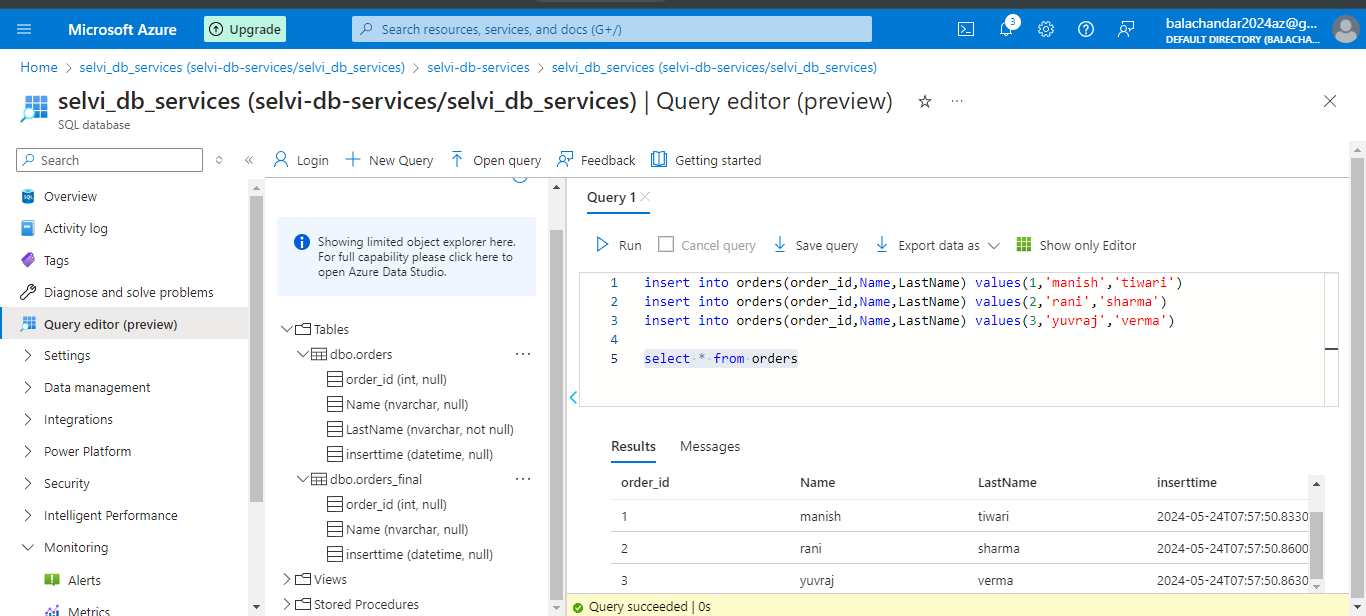 Microsoft Azure
Upgrade
Search resources, services, and docs (G+/)
3
balachandar2024az@g...
DEFAULT DIRECTORY (BALACHA...
Home > selvi_db_services (selvi-db-services/selvi_db_services) > selvi-db-services > selvi_db_services (selvi-db-services/selvi_db_services)
selvi_db_services (selvi-db-services/selvi_db_services) | Query editor (preview)
SQL database
Search
Login
New Query
Open query
Feedback
Getting started
Overview
Activity log
Tags
Diagnose and solve problems
Query editor (preview)
Settings
Data management
Integrations
Power Platform
Security
Intelligent Performance
Monitoring
Alerts
Metrics
Showing limited object explorer here.
For full capability please click here to
open Azure Data Studio.
Tables
dbo.orders
order_id (int, null)
Name (nvarchar, null)
LastName (nvarchar, not null)
inserttime (datetime, null)
dbo.orders_final
order_id (int, null)
Name (nvarchar, null)
inserttime (datetime, null)
Views
Stored Procedures
Query 1
Run
Cancel query
Save query
Export data as
Show only Editor
1 insert into orders(order_id,Name,LastName) values(1,'manish','tiwari')
2 insert into orders(order_id,Name,LastName) values(2,'rani','sharma')
3 insert into orders(order_id,Name,LastName) values(3,'yuvraj','verma')
4
5 select * from orders
Results Messages
order_id Name LastName inserttime
1 manish tiwari 2024-05-24T07:57:50.8330
2 rani sharma 2024-05-24T07:57:50.8600
3 yuvraj verma 2024-05-24T07:57:50.8630
Query succeeded | 0s